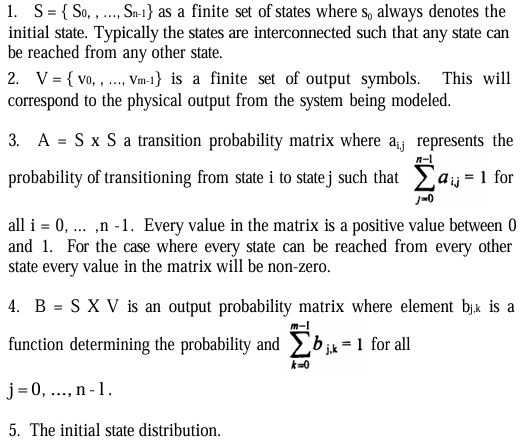 1. S = { S₀, , ..., Sₙ₋₁} as a finite set of states where s₀ always denotes the
initial state. Typically the states are interconnected such that any state can
be reached from any other state.
2. V = { v₀, , ..., vₘ₋₁} is a finite set of output symbols. This will
correspond to the physical output from the system being modeled.
3. A = S x S a transition probability matrix where a_{i,j} represents the
probability of transitioning from state i to state j such that \sum_{j=0}^{n-1} a_{i,j} = 1 for
all i = 0, ... ,n -1. Every value in the matrix is a positive value between 0
and 1. For the case where every state can be reached from every other
state every value in the matrix will be non-zero.
4. B = S X V is an output probability matrix where element b_{j,k} is a
function determining the probability and \sum_{k=0}^{m-1} b_{j,k} = 1 for all
j = 0, ..., n - 1.
5. The initial state distribution.